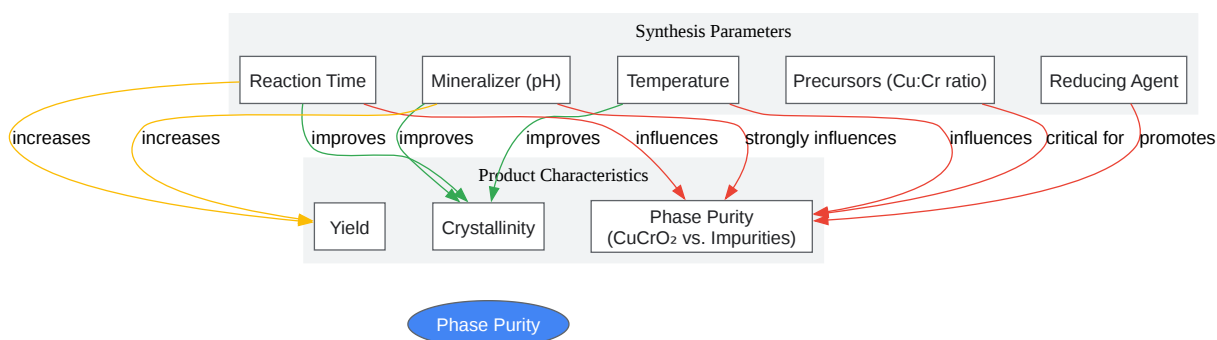 Synthesis Parameters
Reaction Time
Mineralizer (pH)
Temperature
Precursors (Cu:Cr ratio)
Reducing Agent
increases
increases
improves
improves
improves
influences
strongly influences
influences
critical for
promotes
Product Characteristics
Yield
Crystallinity
Phase Purity
(CuCrO₂ vs. Impurities)
Phase Purity